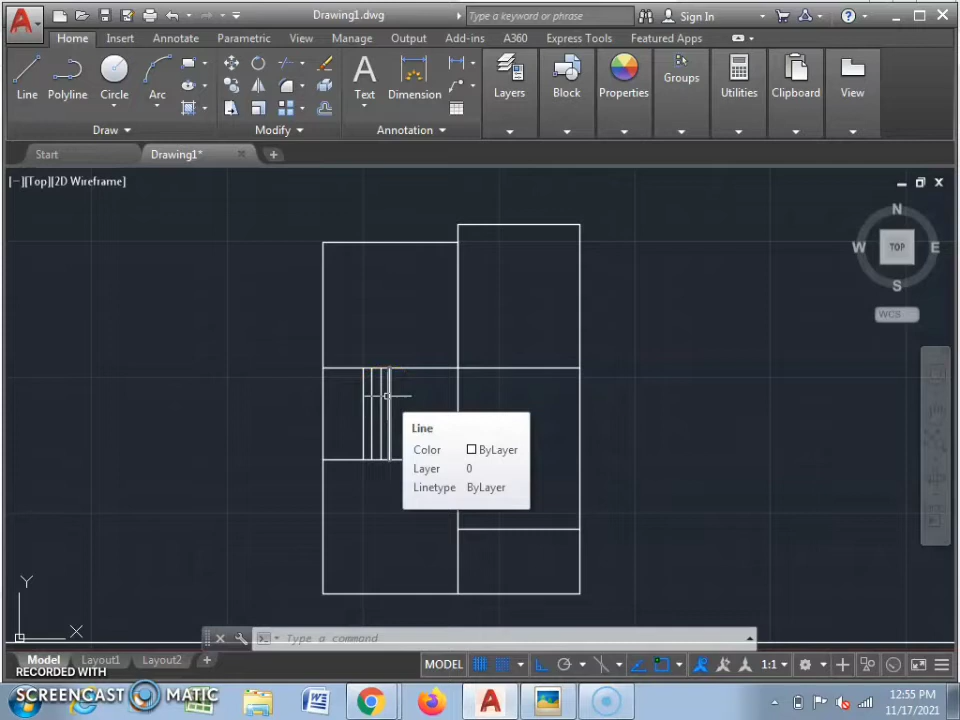 Drawing1.dwg
Type a keyword or phrase
Sign In
Home Insert Annotate Parametric View Manage Output Add-ins A360 Express Tools Featured Apps
Line Polyline Circle Arc
Text Dimension
Layers Block Properties Groups Utilities Clipboard View
Draw Modify Annotation
Start Drawing1*
[−][Top][2D Wireframe]
N
W TOP E
S
WCS
Line
Color ByLayer
Layer 0
Linetype ByLayer
Y
X
Type a command
Model Layout1 Layout2
MODEL 1:1
RECORDED WITH
SCREENCAST MATIC
12:55 PM
11/17/2021